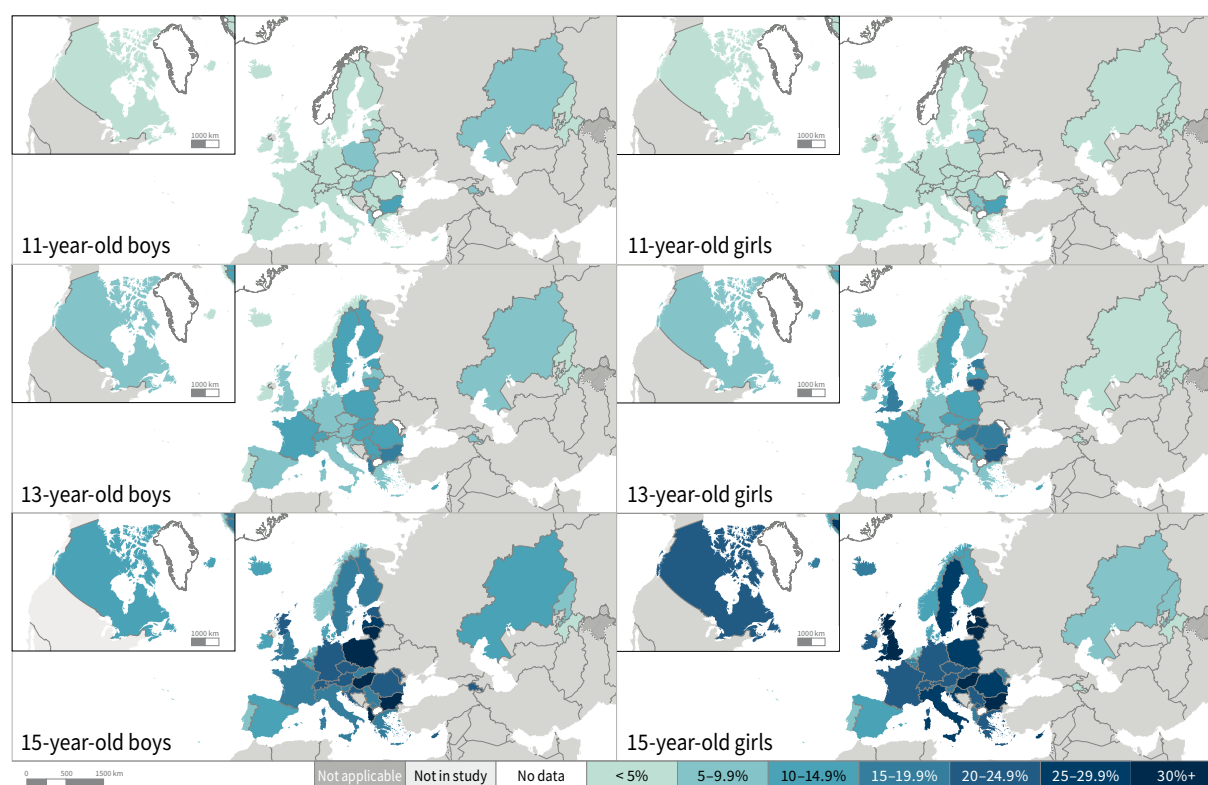 1000 km
1000 km
11-year-old boys
11-year-old girls
1000 km
1000 km
13-year-old boys
13-year-old girls
1000 km
1000 km
15-year-old boys
15-year-old girls
0 500 1500 km
Not applicable Not in study No data < 5% 5–9.9% 10–14.9% 15–19.9% 20–24.9% 25–29.9% 30%+